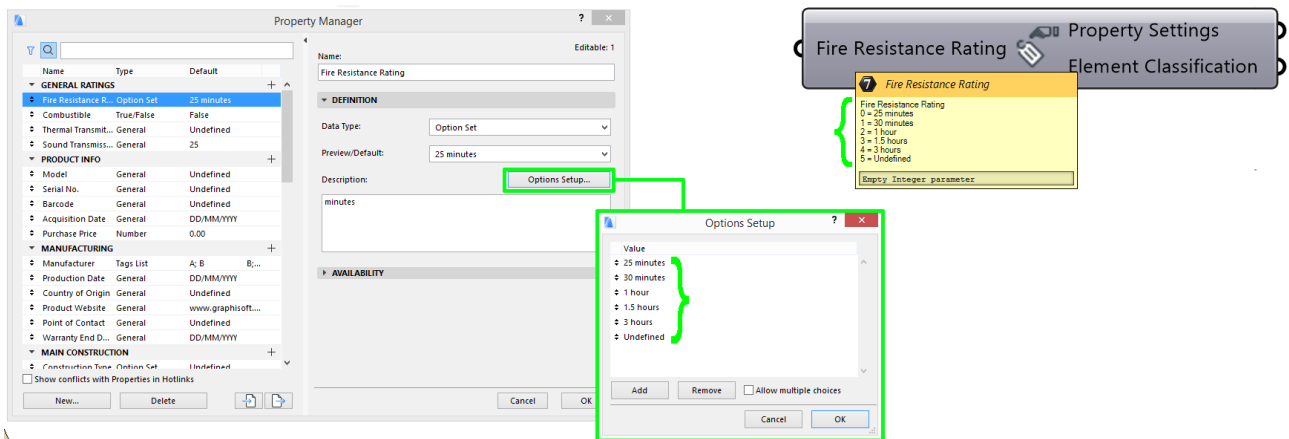 Property Manager
?
Name Type Default
GENERAL RATINGS
Fire Resistance R... Option Set 25 minutes
Combustible True/False False
Thermal Transmit... General Undefined
Sound Transmiss... General 25
PRODUCT INFO
Model General Undefined
Serial No. General Undefined
Barcode General Undefined
Acquisition Date General DD/MM/YYYY
Purchase Price Number 0.00
MANUFACTURING
Manufacturer Tags List A; B B;...
Production Date General DD/MM/YYYY
Country of Origin General Undefined
Product Website General www.graphisoft....
Point of Contact General Undefined
Warranty End D... General DD/MM/YYYY
MAIN CONSTRUCTION
Construction Type Option Set Undefined
Show conflicts with Properties in Hotlinks
New... Delete
Editable: 1
Name:
Fire Resistance Rating
DEFINITION
Data Type: Option Set
Preview/Default: 25 minutes
Description: Options Setup...
minutes
AVAILABILITY
Cancel OK
Options Setup
?
Value
25 minutes
30 minutes
1 hour
1.5 hours
3 hours
Undefined
Add Remove Allow multiple choices
Cancel OK
Fire Resistance Rating
Property Settings
Element Classification
7 Fire Resistance Rating
Fire Resistance Rating
0 = 25 minutes
1 = 30 minutes
2 = 1 hour
3 = 1.5 hours
4 = 3 hours
5 = Undefined
Empty Integer parameter